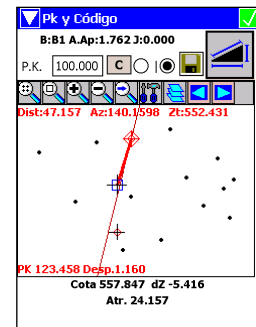 Pk y Código
B:B1 A.Ap:1.762 J:0.000
P.K. 100.000 C I
Dist:47.157 Az:140.1598 Zt:552.431
PK 123.458 Desp.1.160
Cota 557.847 dZ -5.416
Atr. 24.157